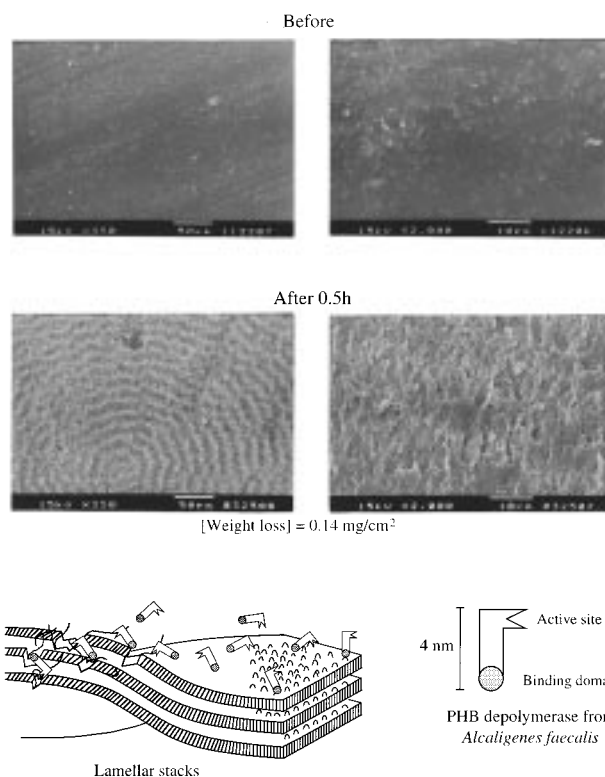 Before
After 0.5h
[Weight loss] = 0.14 mg/cm²
4 nm
Active site
Binding doma
PHB depolymerase from
Alcaligenes faecalis
Lamellar stacks